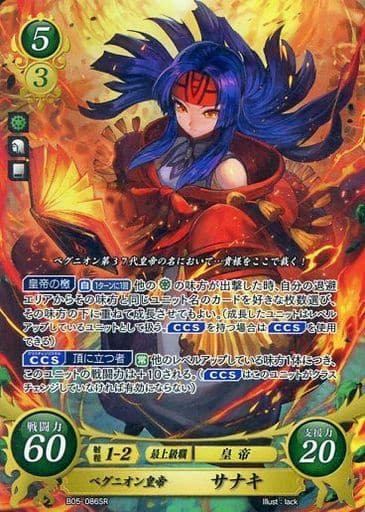 5
3
ベグニオン第37代皇帝の名において…貴様をここで裁く!
皇帝の檄 自 1ターンに1回 他の の味方が出撃した時、自分の退避
エリアからその味方と同じユニット名のカードを好きな枚数選び、
その味方の下に重ねて成長させてもよい。(成長したユニットはレベル
アップしているユニットとして扱う。CCSを持つ場合はCCSを使用
できる)
CCS 頂に立つ者 常 他のレベルアップしている味方1体につき、
このユニットの戦闘力は+10される。(CCSはこのユニットがクラス
チェンジしていなければ有効にならない)
戦闘力
60
射程 1-2 最上級職 皇帝
支援力
20
ベグニオン皇帝 サナキ
B05-086SR Illust:lack